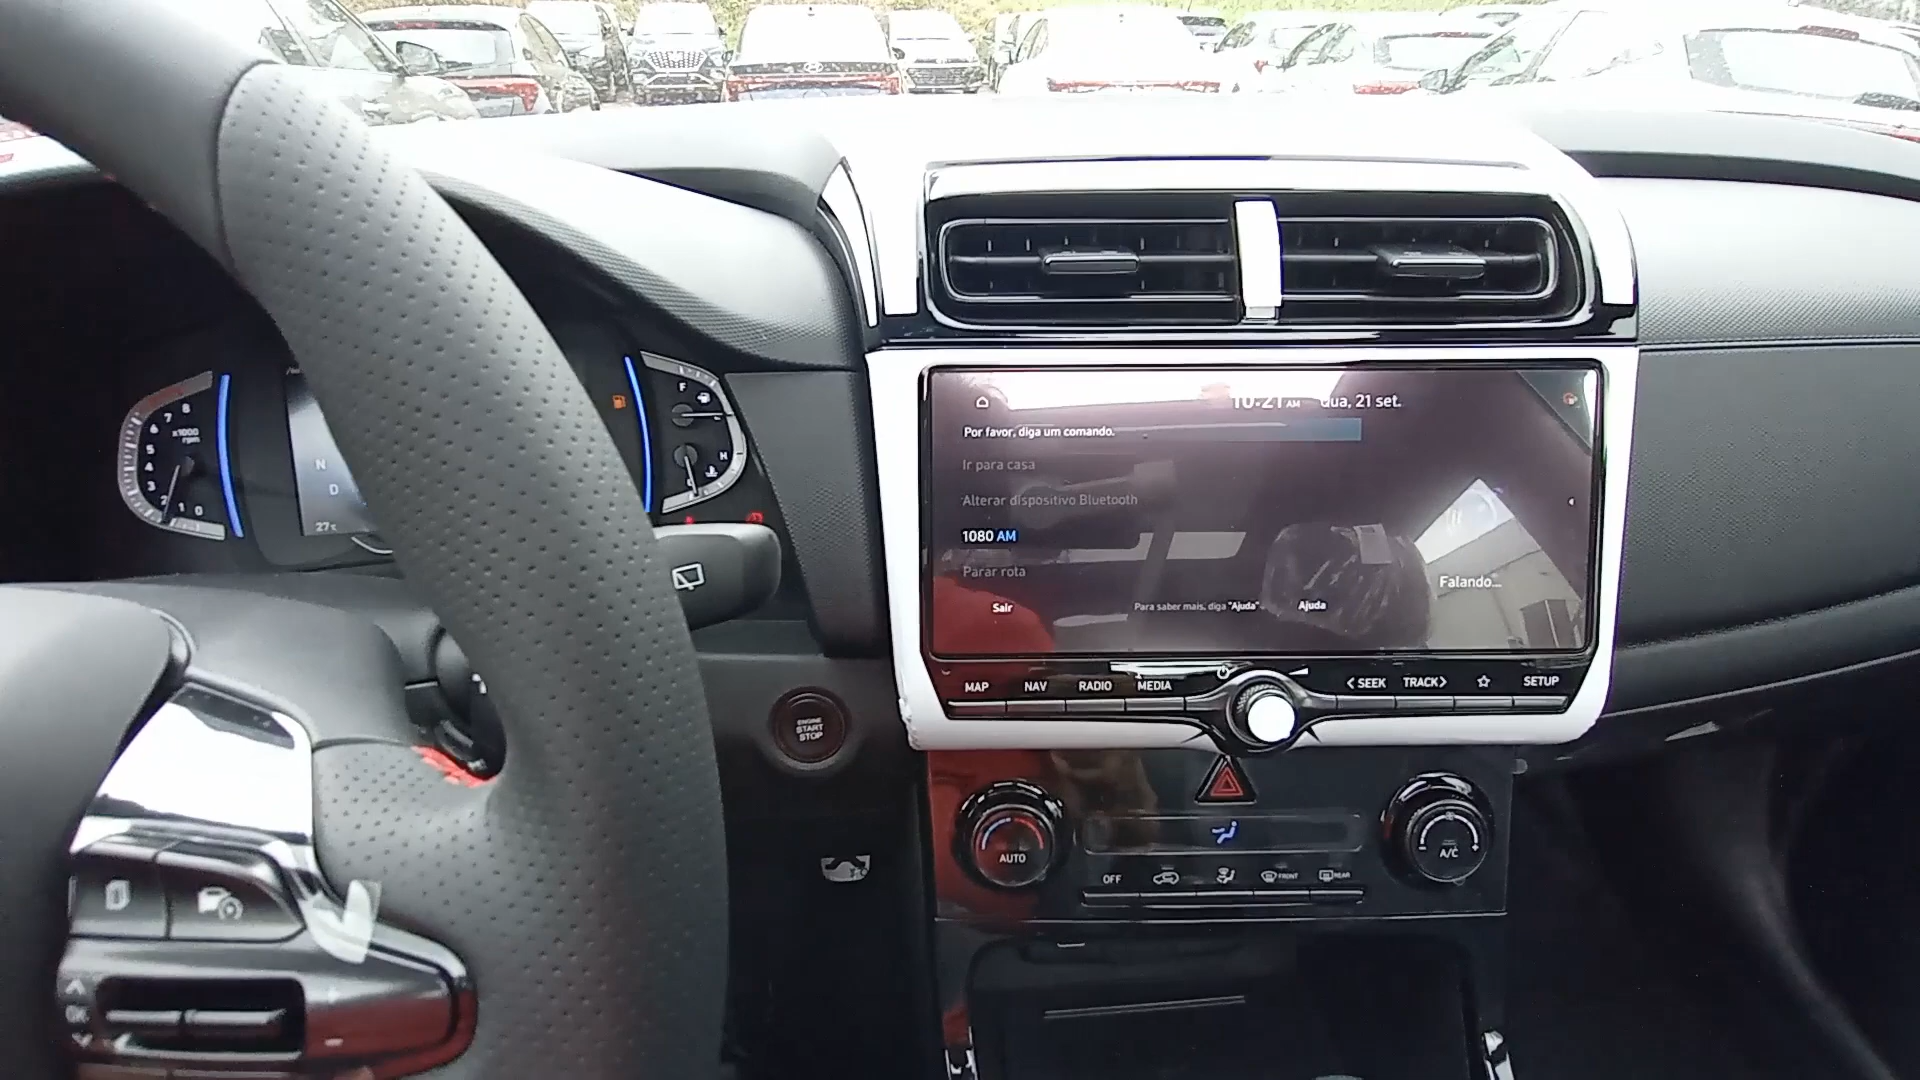 10:21 AM Qua, 21 set.
Por favor, diga um comando.
Ir para casa
Alterar dispositivo Bluetooth
1080 AM
Parar rota
Falando...
Sair
Para saber mais, diga "Ajuda"
Ajuda
MAP NAV RADIO MEDIA
< SEEK TRACK > ☆ SETUP
8
7
6
5
4
3
2
1
0
x1000
rpm
N
D
27°c
F
H
ENGINE
START
STOP
AUTO
A/C
OFF FRONT REAR
OK